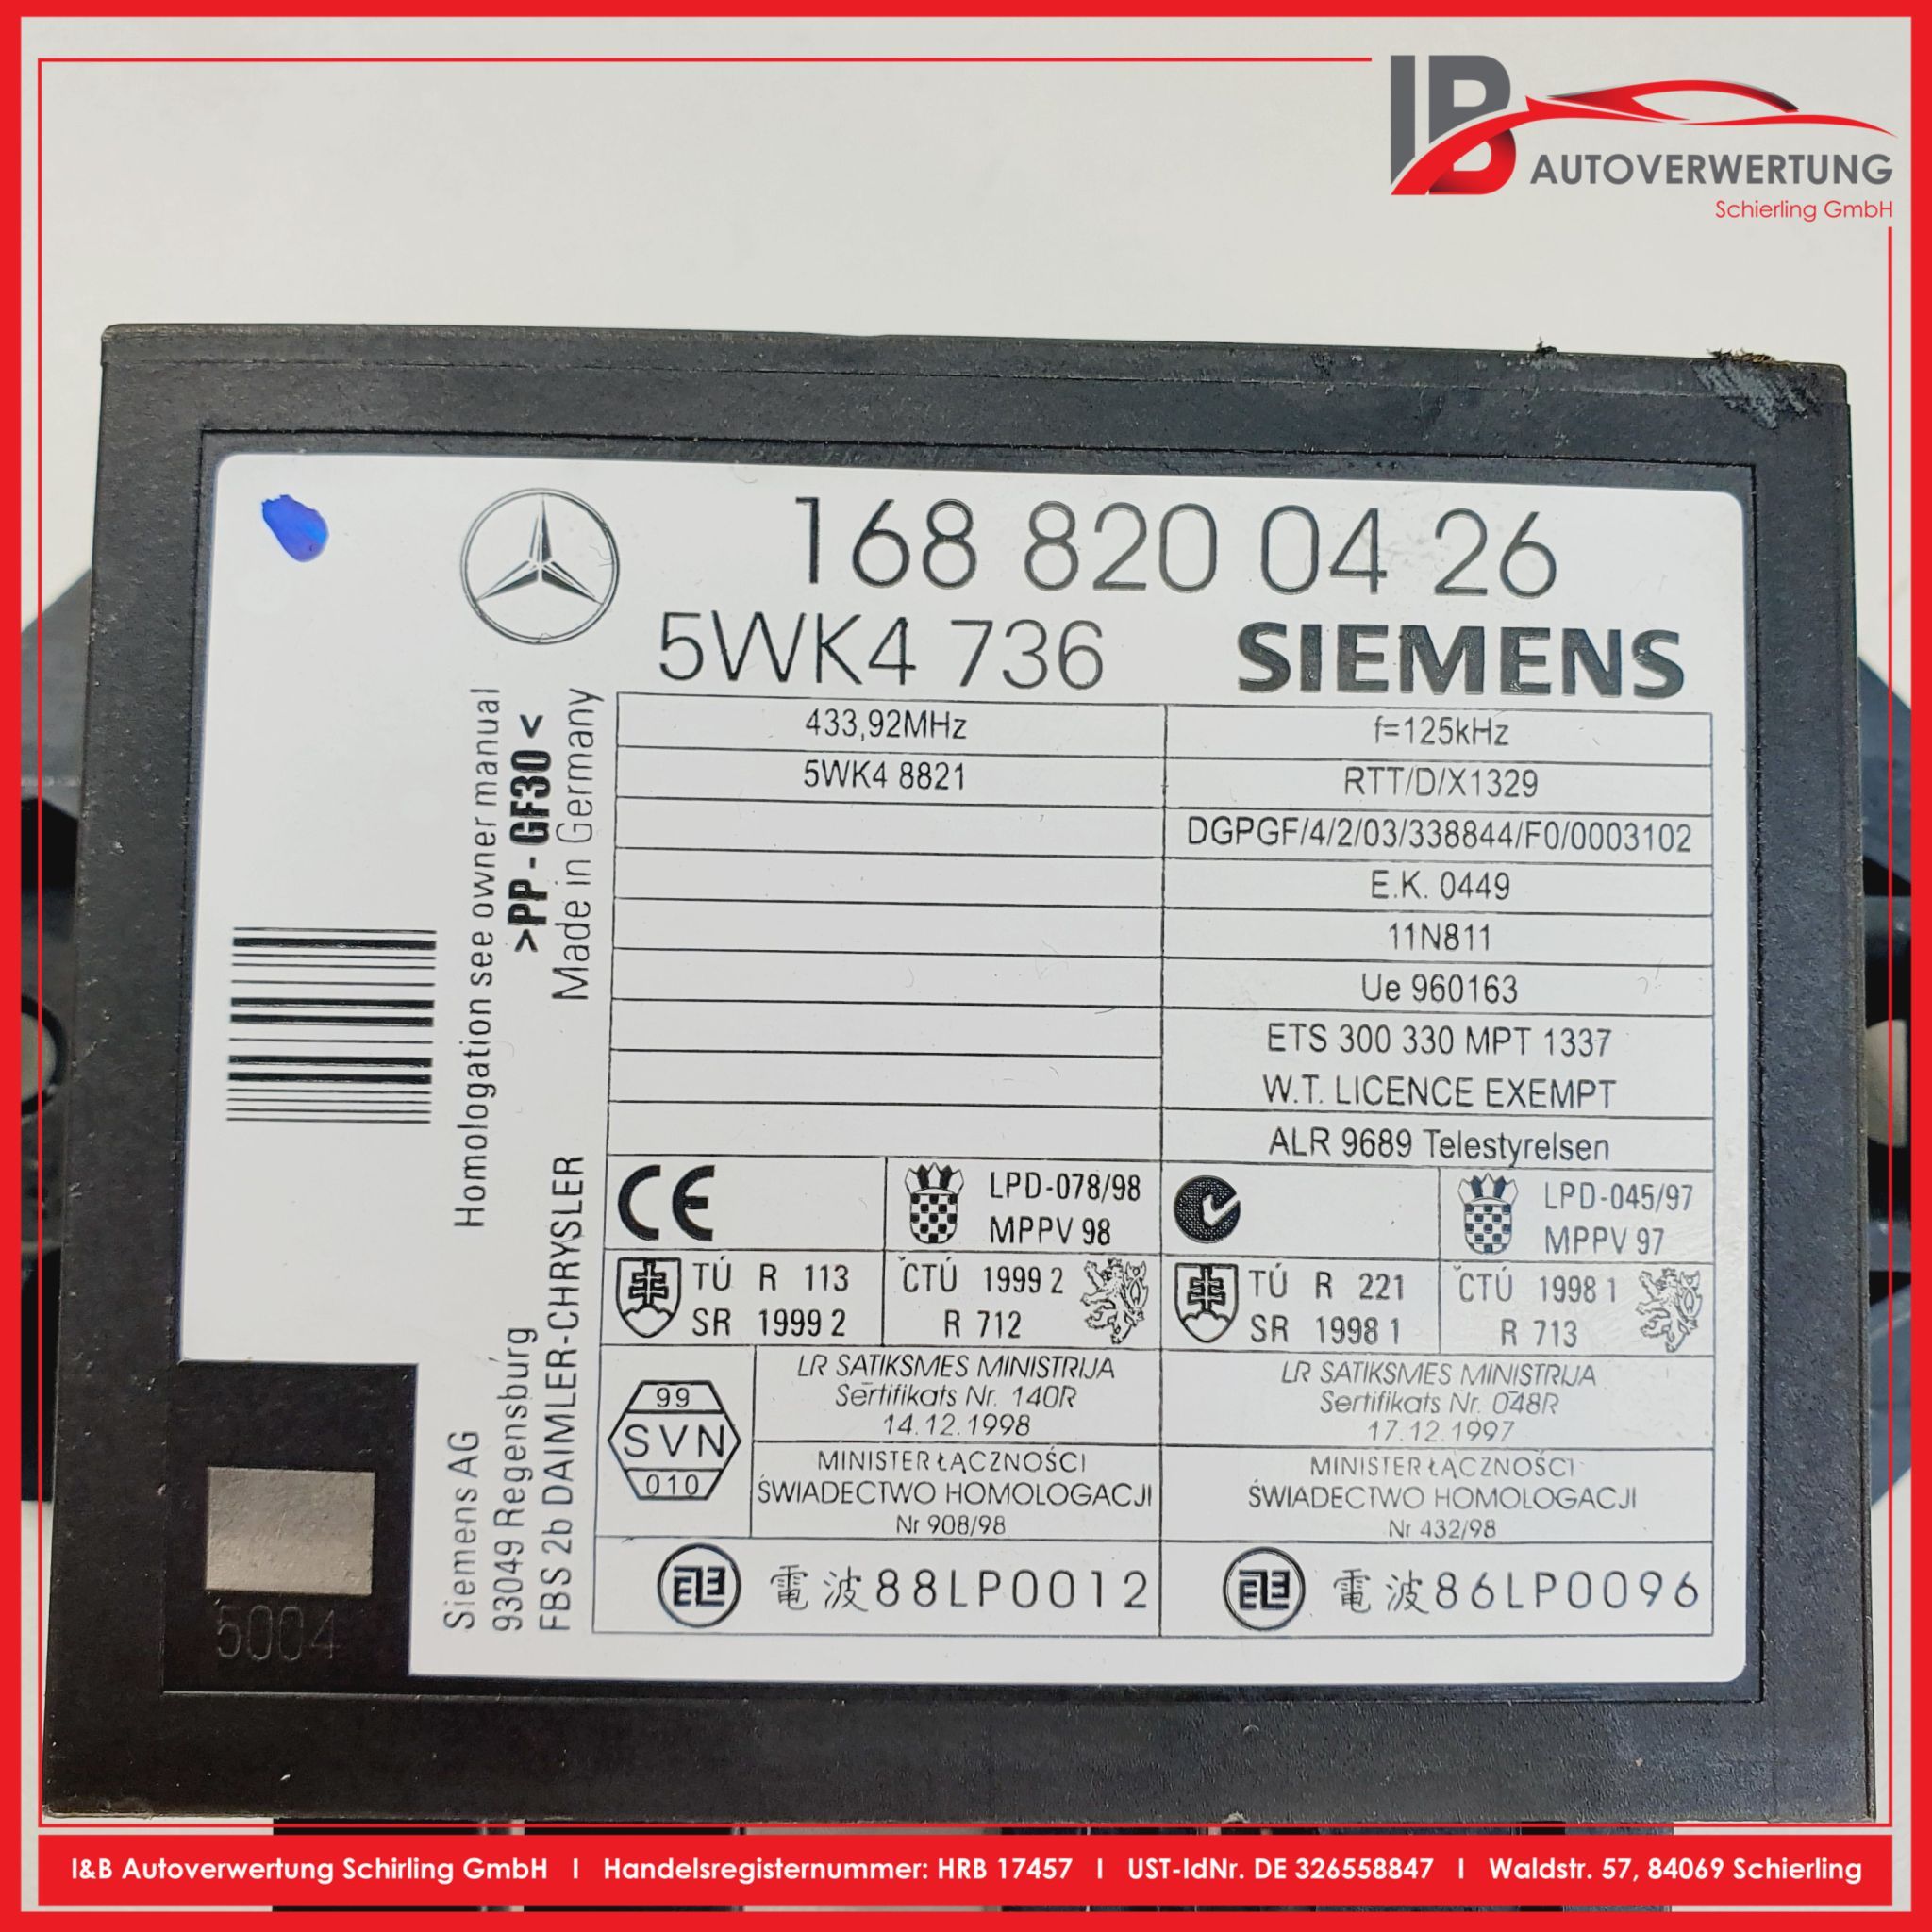 IB
AUTOVERWERTUNG
Schierling GmbH
168 820 04 26
5WK4 736 SIEMENS
433,92MHz
5WK4 8821
f=125kHz
RTT/D/X1329
DGPGF/4/2/03/338844/F0/0003102
E.K. 0449
11N811
Ue 960163
ETS 300 330 MPT 1337
W.T. LICENCE EXEMPT
ALR 9689 Telestyrelsen
Homologation see owner manual
>PP-GF30<
Made in Germany
Siemens AG
93049 Regensburg
FBS 2b DAIMLER-CHRYSLER
CE
LPD-078/98
MPPV 98
LPD-045/97
MPPV 97
TÚ R 113
SR 1999 2
ČTÚ 1999 2
R 712
TÚ R 221
SR 1998 1
ČTÚ 1998 1
R 713
99
SVN
010
LR SATIKSMES MINISTRIJA
Sertifikats Nr. 140R
14.12.1998
LR SATIKSMES MINISTRIJA
Sertifikats Nr. 048R
17.12.1997
MINISTER ŁĄCZNOŚCI
ŚWIADECTWO HOMOLOGACJI
Nr 908/98
MINISTER ŁĄCZNOŚCI
ŚWIADECTWO HOMOLOGACJI
Nr 432/98
電波88LP0012
電波86LP0096
5004
I&B Autoverwertung Schirling GmbH I Handelsregisternummer: HRB 17457 I UST-IdNr. DE 326558847 I Waldstr. 57, 84069 Schierling